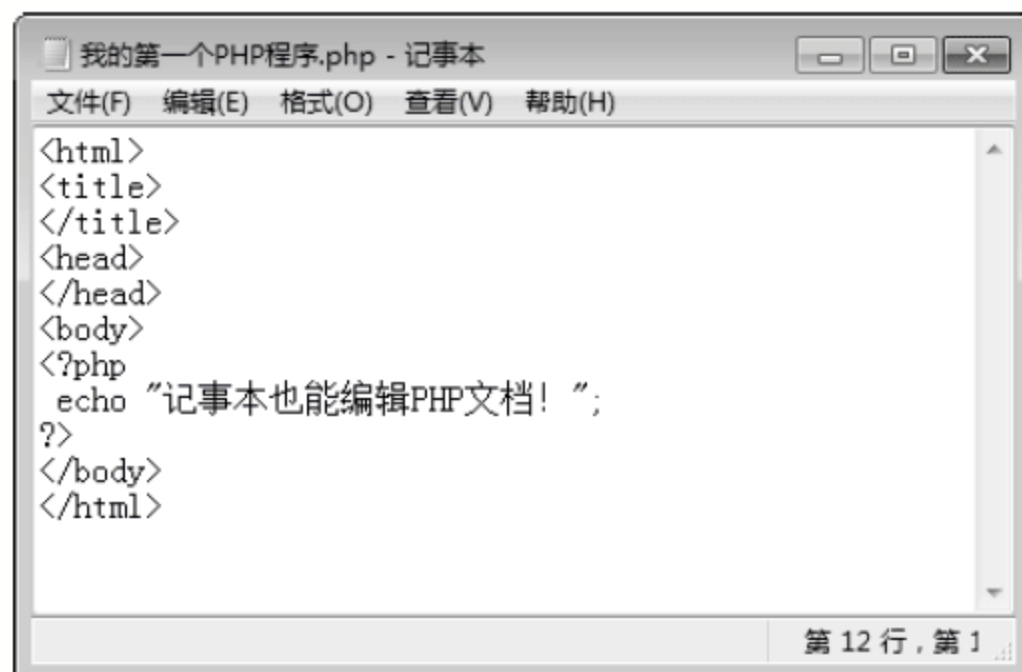 我的第一个PHP程序.php - 记事本
文件(F) 编辑(E) 格式(O) 查看(V) 帮助(H)
<html>
<title>
</title>
<head>
</head>
<body>
<?php
 echo "记事本也能编辑PHP文档！";
?>
</body>
</html>
第 12 行，第 1